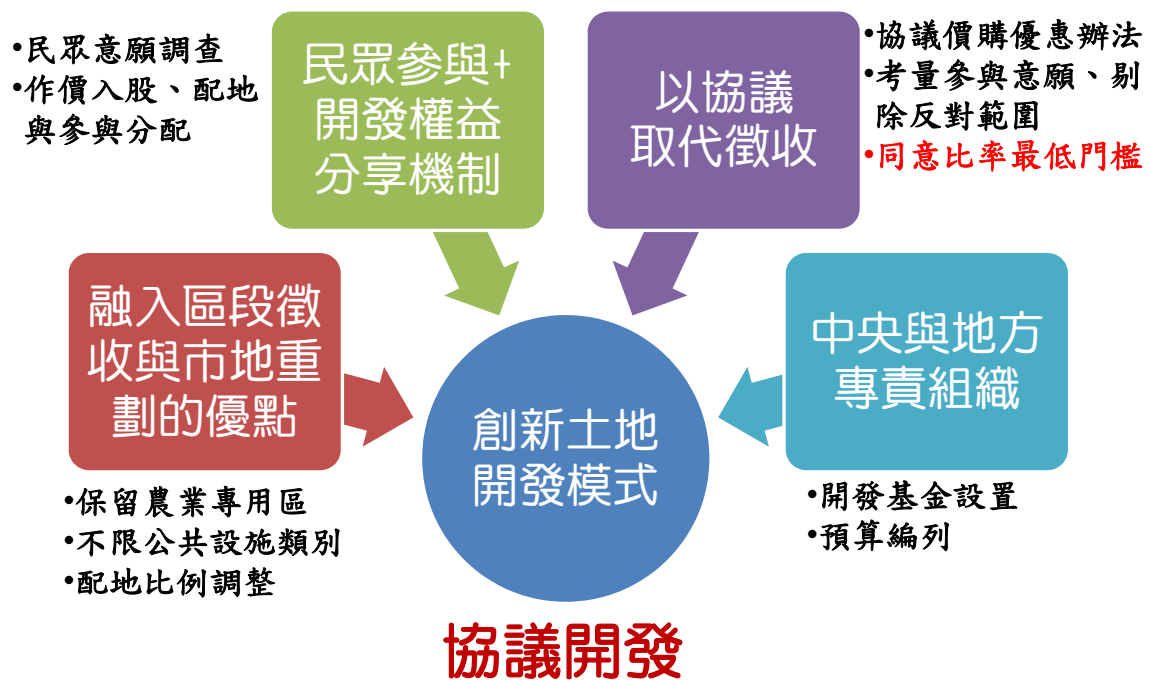 •民眾意願調查
•作價入股、配地
與參與分配
民眾參與+
開發權益
分享機制
以協議
取代徵收
•協議價購優惠辦法
•考量參與意願、剔
除反對範圍
•同意比率最低門檻
融入區段徵
收與市地重
劃的優點
•保留農業專用區
•不限公共設施類別
•配地比例調整
創新土地
開發模式
中央與地方
專責組織
•開發基金設置
•預算編列
協議開發